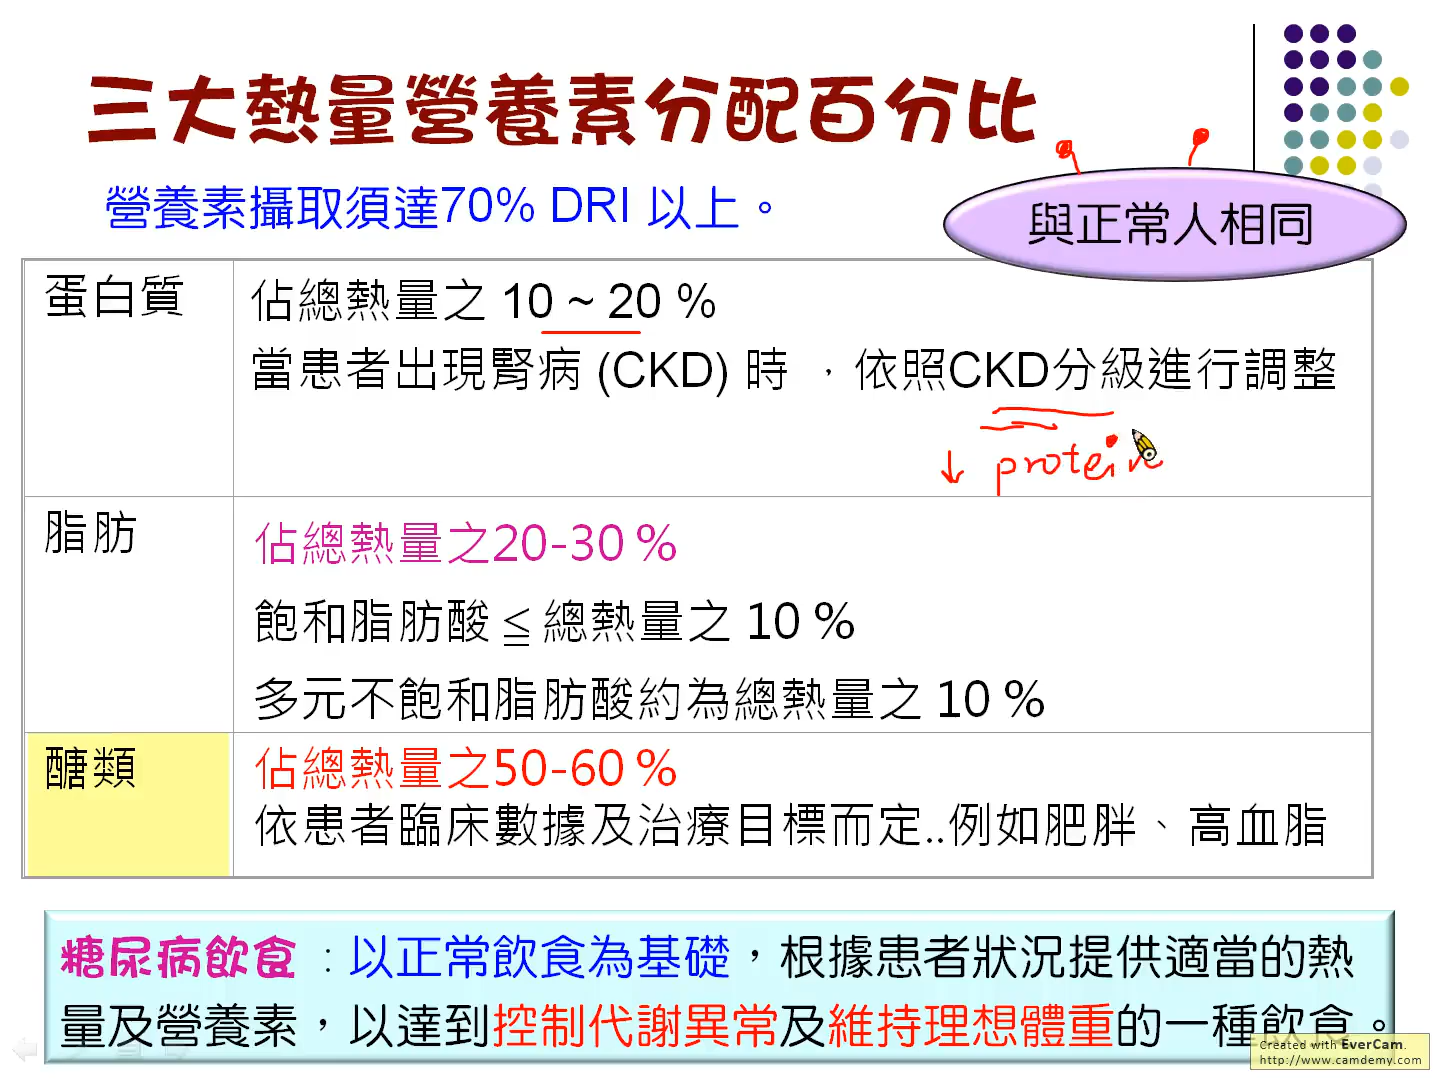 三大熱量營養素分配百分比
營養素攝取須達70% DRI 以上。
與正常人相同
蛋白質
佔總熱量之 10 ~ 20 %
當患者出現腎病 (CKD) 時 ，依照CKD分級進行調整
↓ protein
脂肪
佔總熱量之20-30 %
飽和脂肪酸 ≦ 總熱量之 10 %
多元不飽和脂肪酸約為總熱量之 10 %
醣類
佔總熱量之50-60 %
依患者臨床數據及治療目標而定..例如肥胖、高血脂
糖尿病飲食 ：以正常飲食為基礎，根據患者狀況提供適當的熱
量及營養素，以達到控制代謝異常及維持理想體重的一種飲食。
Created with EverCam.
http://www.camdemy.com